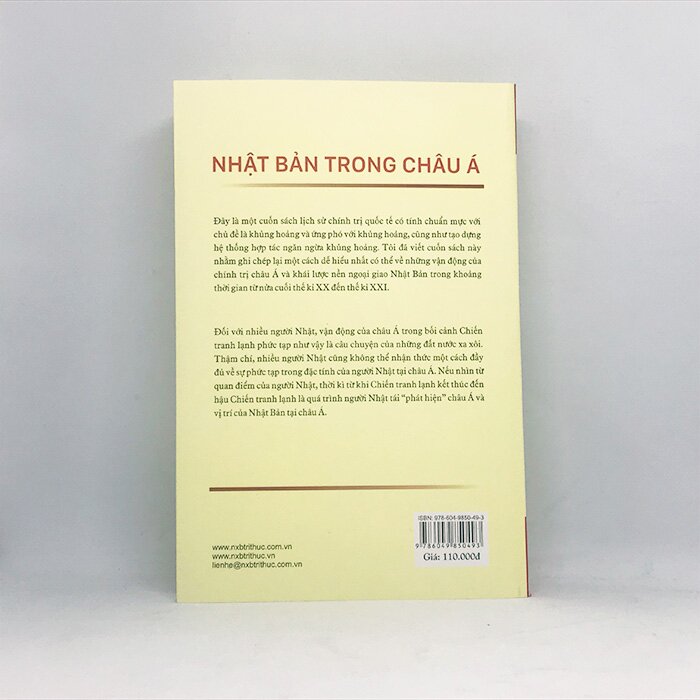 NHẬT BẢN TRONG CHÂU Á
Đây là một cuốn sách lịch sử chính trị quốc tế có tính chuẩn mực với
chủ đề là khủng hoảng và ứng phó với khủng hoảng, cũng như tạo dựng
hệ thống hợp tác ngăn ngừa khủng hoảng. Tôi đã viết cuốn sách này
nhằm ghi chép lại một cách dễ hiểu nhất có thể về những vận động của
chính trị châu Á và khái lược nền ngoại giao Nhật Bản trong khoảng
thời gian từ nửa cuối thế kỉ XX đến thế kỉ XXI.
Đối với nhiều người Nhật, vận động của châu Á trong bối cảnh Chiến
tranh lạnh phức tạp như vậy là câu chuyện của những đất nước xa xôi.
Thậm chí, nhiều người Nhật cũng không thể nhận thức một cách đầy
đủ về sự phức tạp trong đặc tính của người Nhật tại châu Á. Nếu nhìn từ
quan điểm của người Nhật, thời kì từ khi Chiến tranh lạnh kết thúc đến
hậu Chiến tranh lạnh là quá trình người Nhật tái “phát hiện” châu Á và
vị trí của Nhật Bản tại châu Á.
ISBN: 978-604-9850-49-3
9 786049 850493
Giá: 110.000đ
www.nxbtrithuc.com.vn
www.nxbtrithuc.vn
lienhe@nxbtrithuc.com.vn